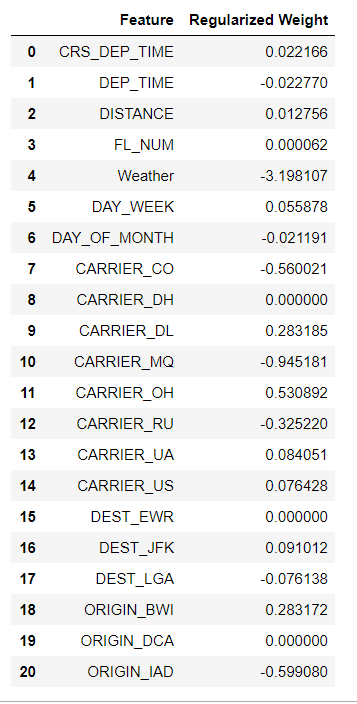 Feature Regularized Weight
0 CRS_DEP_TIME 0.022166
1 DEP_TIME -0.022770
2 DISTANCE 0.012756
3 FL_NUM 0.000062
4 Weather -3.198107
5 DAY_WEEK 0.055878
6 DAY_OF_MONTH -0.021191
7 CARRIER_CO -0.560021
8 CARRIER_DH 0.000000
9 CARRIER_DL 0.283185
10 CARRIER_MQ -0.945181
11 CARRIER_OH 0.530892
12 CARRIER_RU -0.325220
13 CARRIER_UA 0.084051
14 CARRIER_US 0.076428
15 DEST_EWR 0.000000
16 DEST_JFK 0.091012
17 DEST_LGA -0.076138
18 ORIGIN_BWI 0.283172
19 ORIGIN_DCA 0.000000
20 ORIGIN_IAD -0.599080